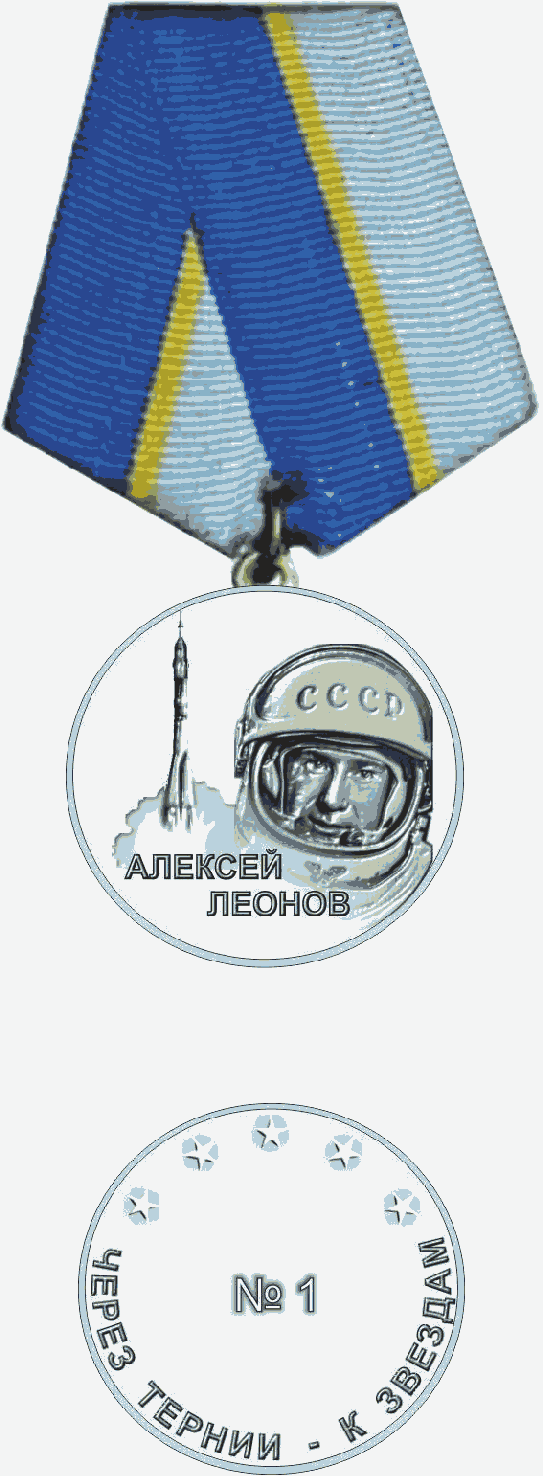 СССР
АЛЕКСЕЙ
ЛЕОНОВ
№ 1
ЧЕРЕЗ ТЕРНИИ - К ЗВЕЗДАМ